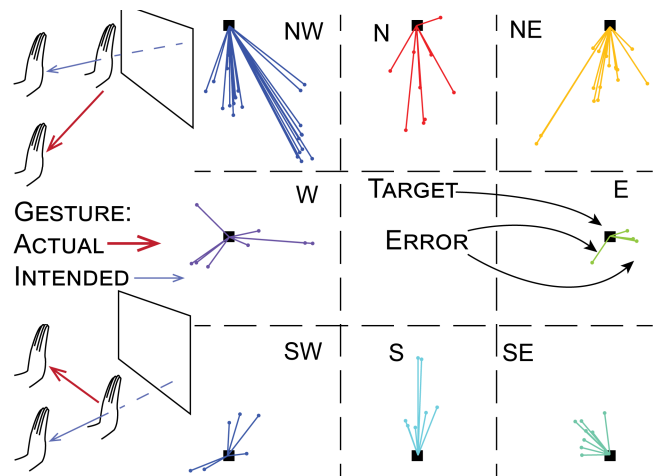 NW
N
NE
W
TARGET
E
GESTURE:
ACTUAL
ERROR
INTENDED
SW
S
SE